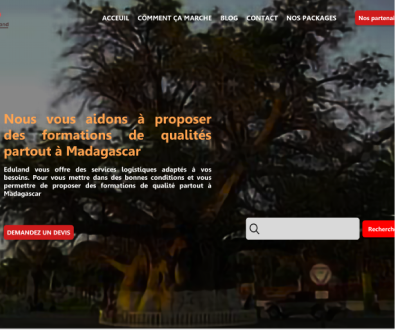 ACCEUIL COMMENT ÇA MARCHE BLOG CONTACT NOS PACKAGES Nos partenai
Nous vous aidons à proposer
des formations de qualités
partout à Madagascar
Eduland vous offre des services logistiques adaptés à vos
besoins. Pour vous mettre dans des bonnes conditions et vous
permettre de proposer des formations de qualité partout à
Madagascar
DEMANDEZ UN DEVIS
Recherch